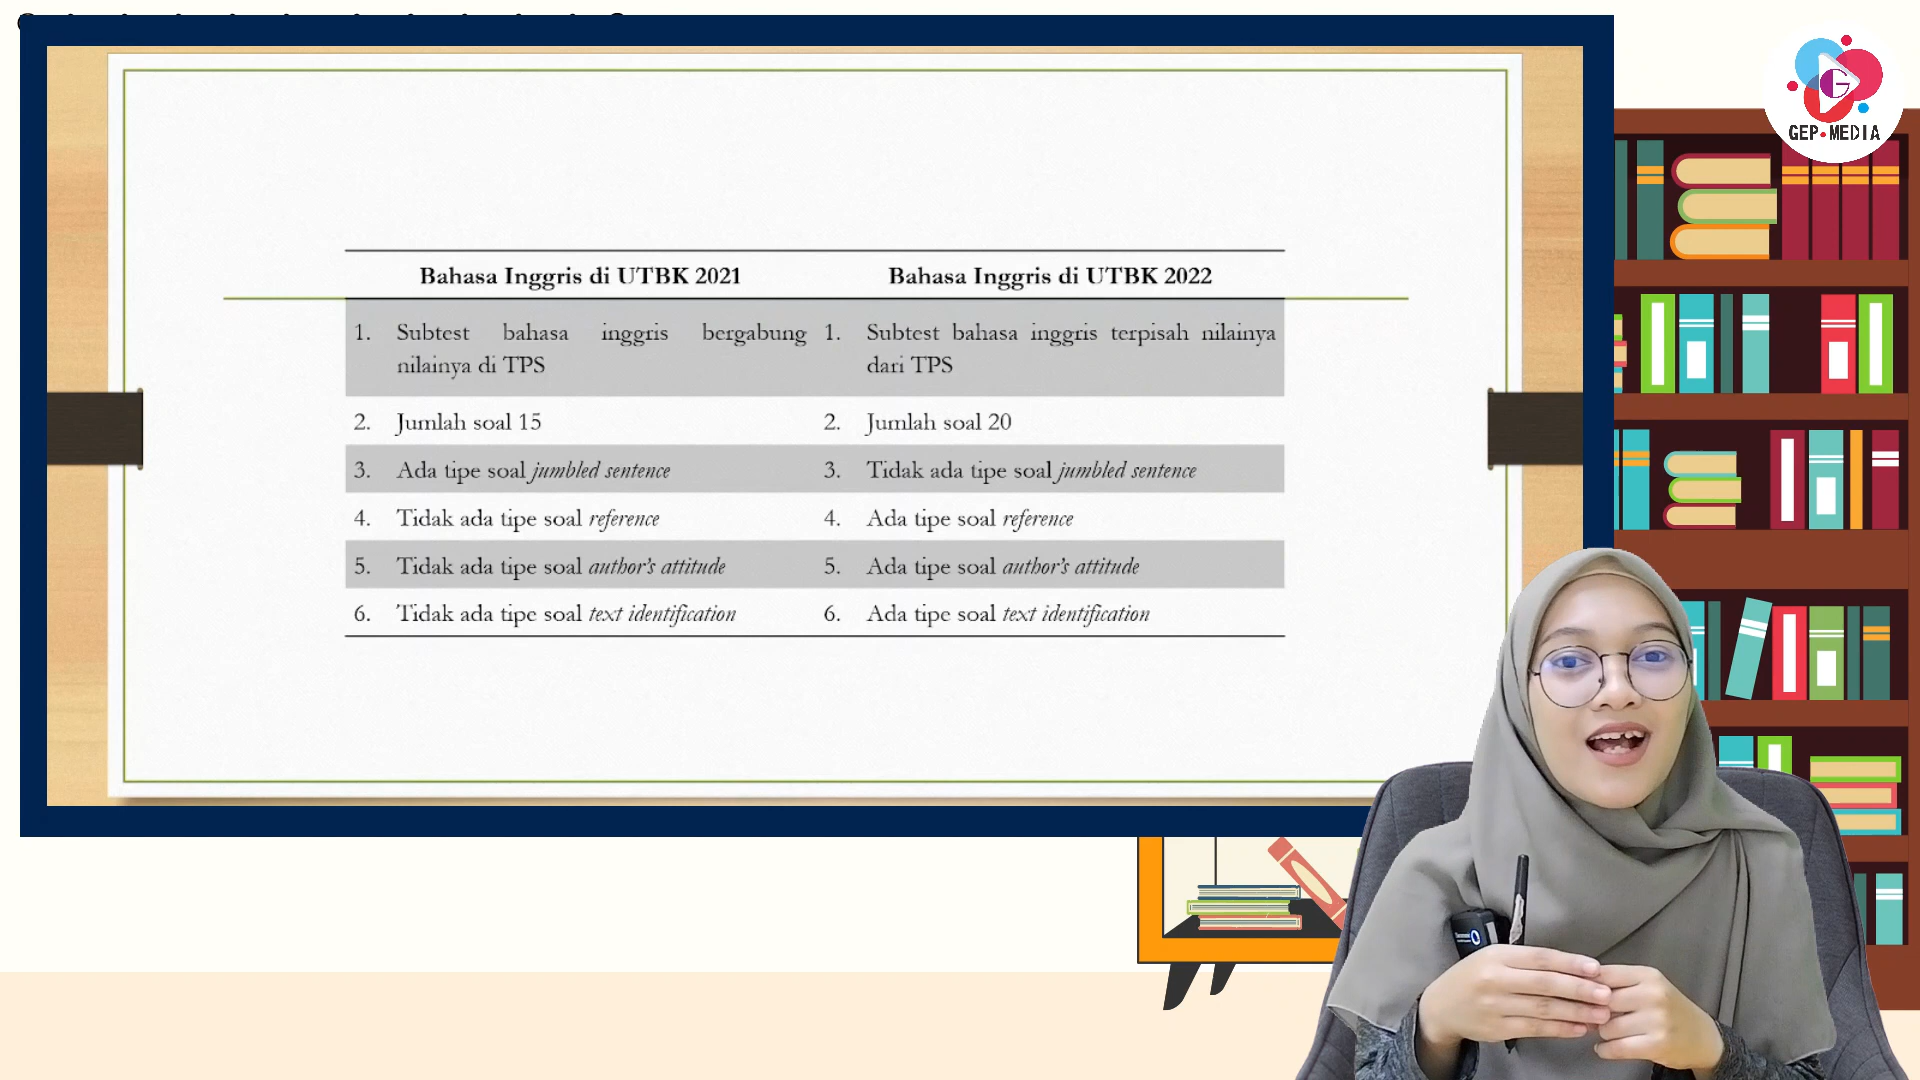 GEP•MEDIA
Bahasa Inggris di UTBK 2021
Bahasa Inggris di UTBK 2022
1. Subtest bahasa inggris bergabung
nilainya di TPS
1. Subtest bahasa inggris terpisah nilainya
dari TPS
2. Jumlah soal 15
2. Jumlah soal 20
3. Ada tipe soal jumbled sentence
3. Tidak ada tipe soal jumbled sentence
4. Tidak ada tipe soal reference
4. Ada tipe soal reference
5. Tidak ada tipe soal author's attitude
5. Ada tipe soal author's attitude
6. Tidak ada tipe soal text identification
6. Ada tipe soal text identification